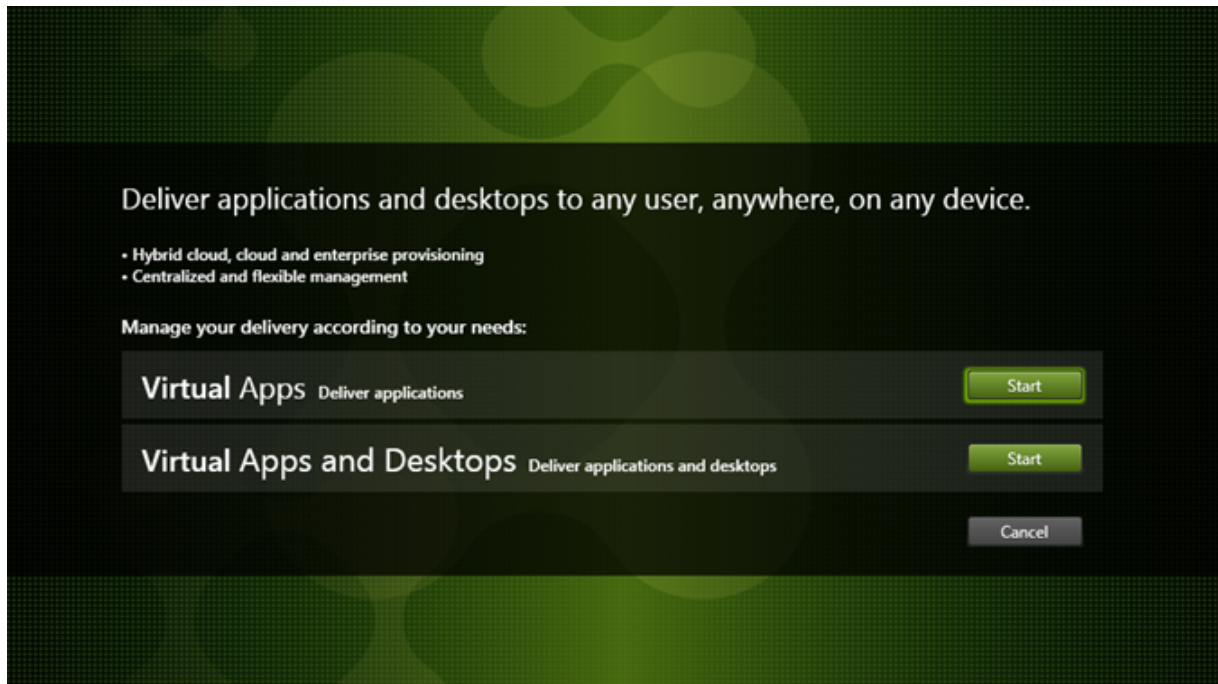 Deliver applications and desktops to any user, anywhere, on any device.
• Hybrid cloud, cloud and enterprise provisioning
• Centralized and flexible management
Manage your delivery according to your needs:
Virtual Apps Deliver applications Start
Virtual Apps and Desktops Deliver applications and desktops Start
Cancel